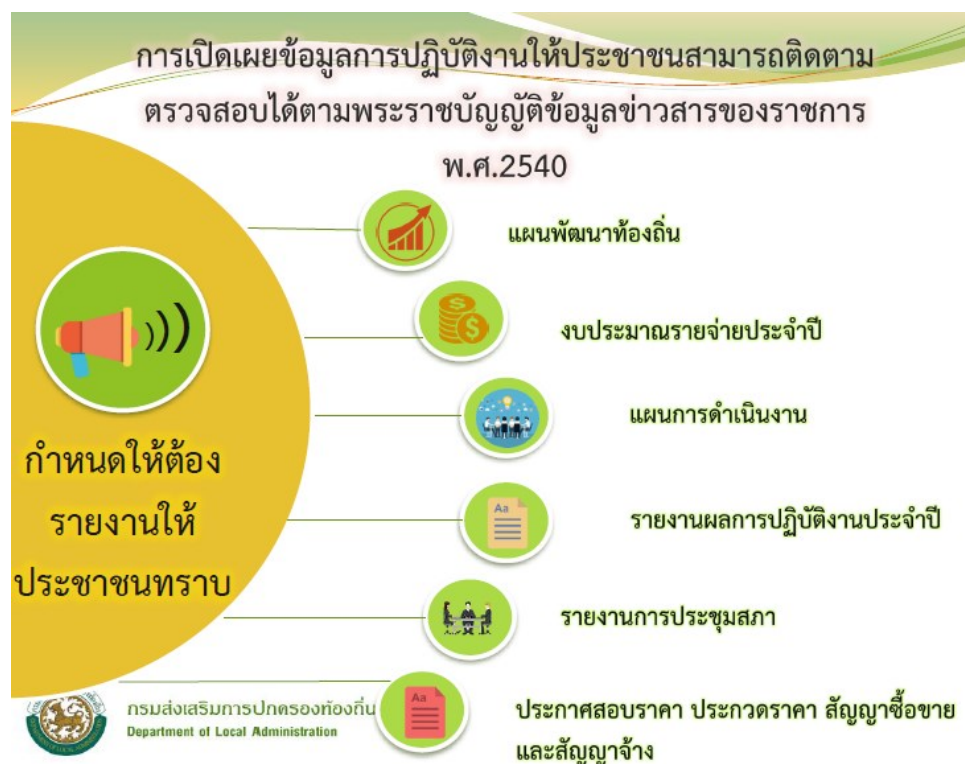 การเปิดเผยข้อมูลการปฏิบัติงานให้ประชาชนสามารถติดตาม
ตรวจสอบได้ตามพระราชบัญญัติข้อมูลข่าวสารของราชการ
พ.ศ.2540
แผนพัฒนาท้องถิ่น
งบประมาณรายจ่ายประจำปี
แผนการดำเนินงาน
กำหนดให้ต้อง
รายงานให้
ประชาชนทราบ
Aa
รายงานผลการปฏิบัติงานประจำปี
รายงานการประชุมสภา
Aa
ประกาศสอบราคา ประกวดราคา สัญญาซื้อขาย
และสัญญาจ้าง
กรมส่งเสริมการปกครองท้องถิ่น
Department of Local Administration